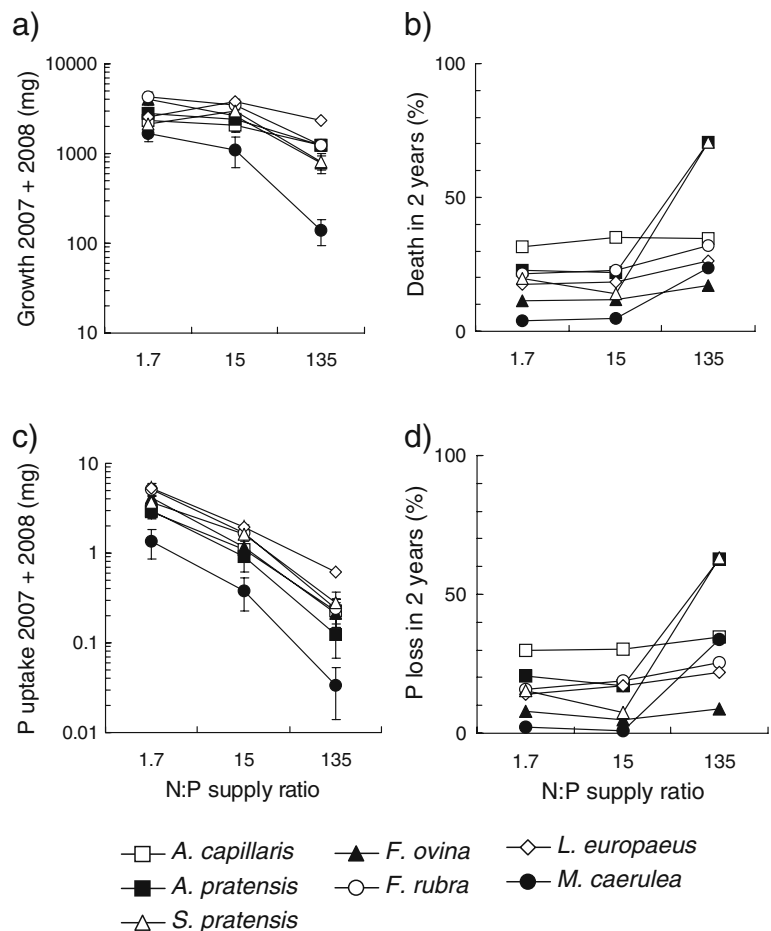 a)
Growth 2007 + 2008 (mg)
10000
1000
100
10
1.7 15 135
b)
Death in 2 years (%)
100
50
0
1.7 15 135
c)
P uptake 2007 + 2008 (mg)
10
1
0.1
0.01
1.7 15 135
N:P supply ratio
d)
P loss in 2 years (%)
100
50
0
1.7 15 135
N:P supply ratio
A. capillaris
A. pratensis
S. pratensis
F. ovina
F. rubra
L. europaeus
M. caerulea